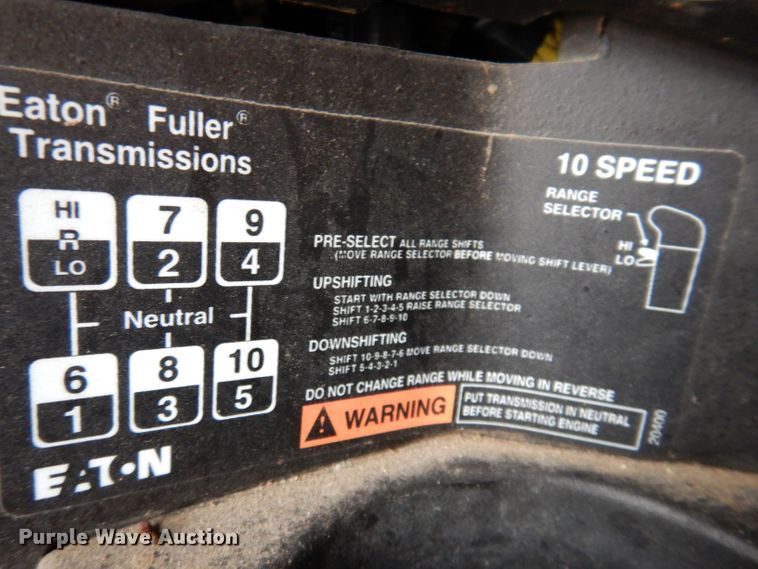 Eaton® Fuller®
Transmissions
10 SPEED
HI 7 9
R
LO 2 4
Neutral
6 8 10
1 3 5
EATON
RANGE
SELECTOR
HI
LO
PRE-SELECT ALL RANGE SHIFTS
(MOVE RANGE SELECTOR BEFORE MOVING SHIFT LEVER)
UPSHIFTING
START WITH RANGE SELECTOR DOWN
SHIFT 1-2-3-4-5 RAISE RANGE SELECTOR
SHIFT 6-7-8-9-10
DOWNSHIFTING
SHIFT 10-9-8-7-6 MOVE RANGE SELECTOR DOWN
SHIFT 5-4-3-2-1
DO NOT CHANGE RANGE WHILE MOVING IN REVERSE
WARNING
PUT TRANSMISSION IN NEUTRAL
BEFORE STARTING ENGINE
20400
Purple Wave Auction